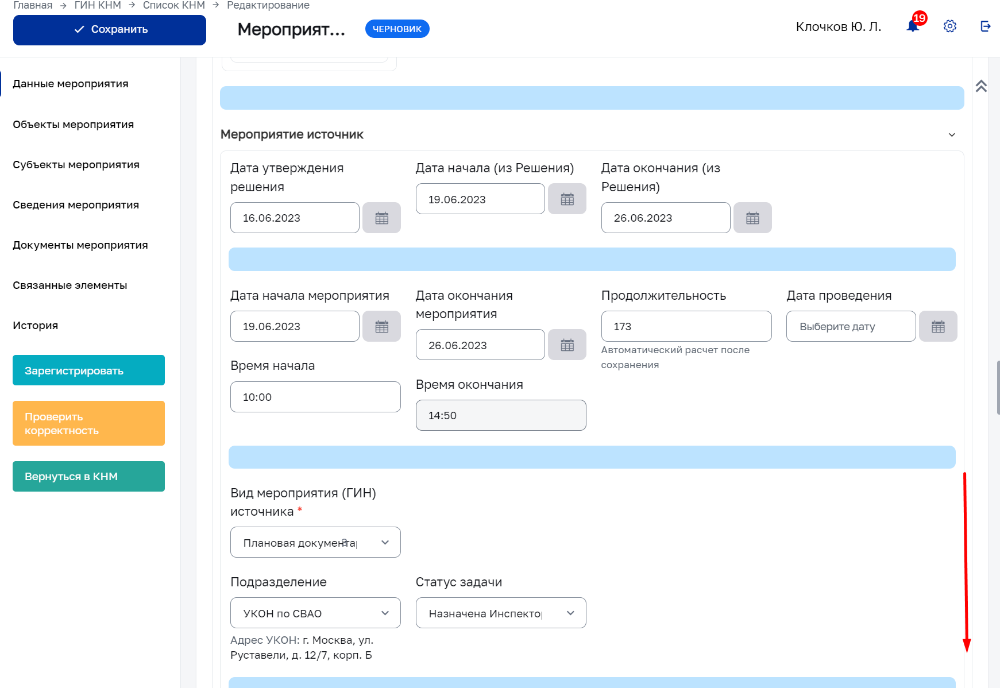 Главная → ГИН КНМ → Список КНМ → Редактирование
Сохранить
Мероприят...
ЧЕРНОВИК
Клочков Ю. Л.
19
Данные мероприятия
Объекты мероприятия
Субъекты мероприятия
Сведения мероприятия
Документы мероприятия
Связанные элементы
История
Зарегистрировать
Проверить
корректность
Вернуться в КНМ
Мероприятие источник
Дата утверждения
решения
16.06.2023
Дата начала (из Решения)
19.06.2023
Дата окончания (из
Решения)
26.06.2023
Дата начала мероприятия
19.06.2023
Дата окончания
мероприятия
26.06.2023
Продолжительность
173
Автоматический расчет после
сохранения
Дата проведения
Выберите дату
Время начала
10:00
Время окончания
14:50
Вид мероприятия (ГИН)
источника *
Плановая документа
Подразделение
УКОН по СВАО
Адрес УКОН: г. Москва, ул.
Руставели, д. 12/7, корп. Б
Статус задачи
Назначена Инспекто